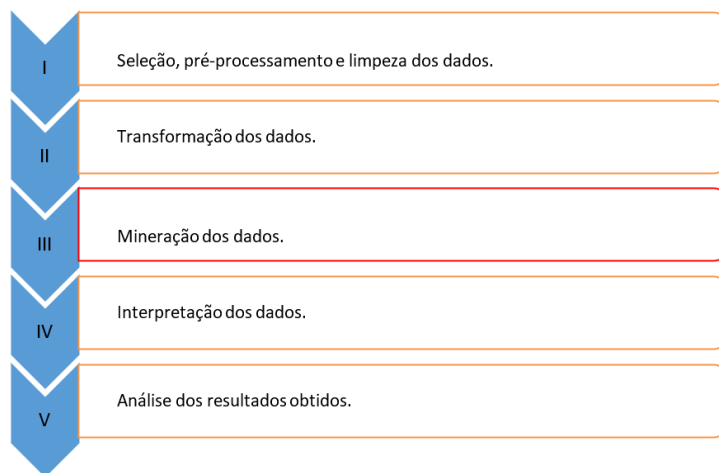 I
Seleção, pré-processamento e limpeza dos dados.
II
Transformação dos dados.
III
Mineração dos dados.
IV
Interpretação dos dados.
V
Análise dos resultados obtidos.